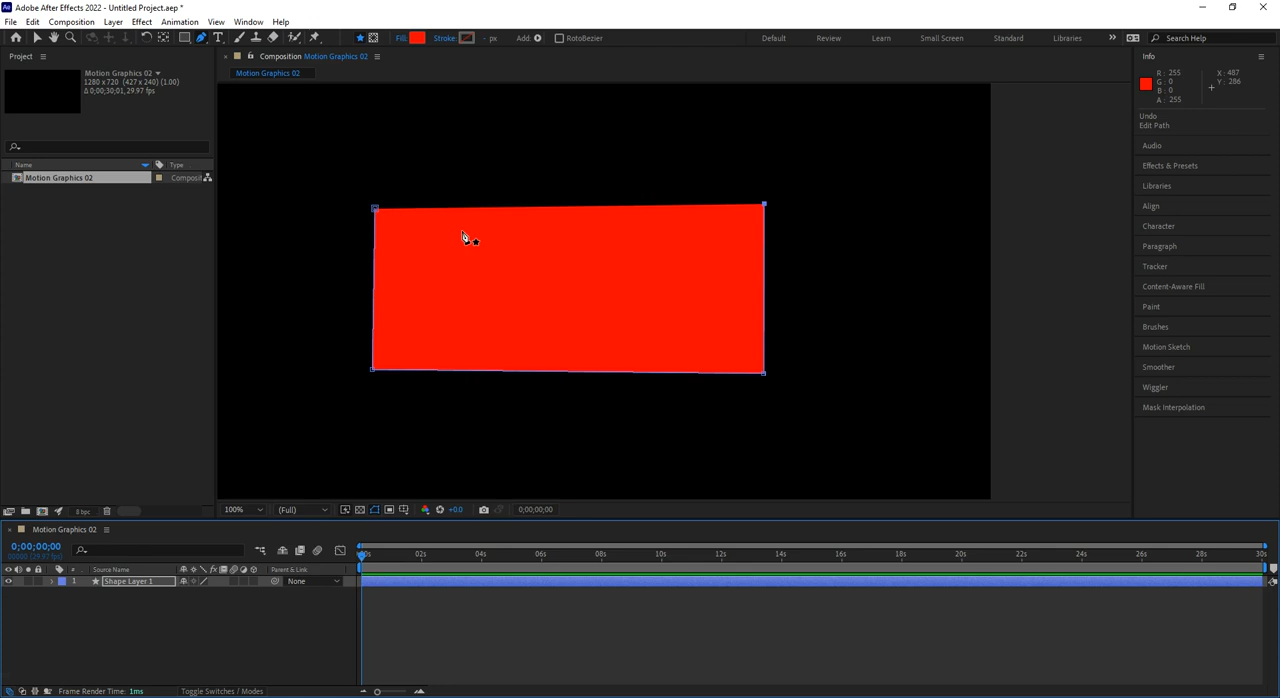 Ae Adobe After Effects 2022 - Untitled Project.aep *
File Edit Composition Layer Effect Animation View Window Help
Fill: Stroke: - px Add: RotoBezier Default Review Learn Small Screen Standard Libraries Search Help
Project
Composition Motion Graphics 02
Info
Motion Graphics 02
1280 x 720 (427 x 240) (1.00)
Δ 0;00;30;01, 29.97 fps
Motion Graphics 02
R: 255
G: 0
B: 0
A: 255
X: 487
Y: 286
Undo
Edit Path
Audio
Name Type
Effects & Presets
Motion Graphics 02 Composit
Libraries
Align
Character
Paragraph
Tracker
Content-Aware Fill
Paint
Brushes
Motion Sketch
Smoother
Wiggler
Mask Interpolation
8 bpc
100% (Full) +0.0 0;00;00;00
Motion Graphics 02
0;00;00;00
00000 (29.97 fps)
00s 02s 04s 06s 08s 10s 12s 14s 16s 18s 20s 22s 24s 26s 28s 30s
# Source Name Parent & Link
1 Shape Layer 1 None
Frame Render Time: 1ms Toggle Switches / Modes